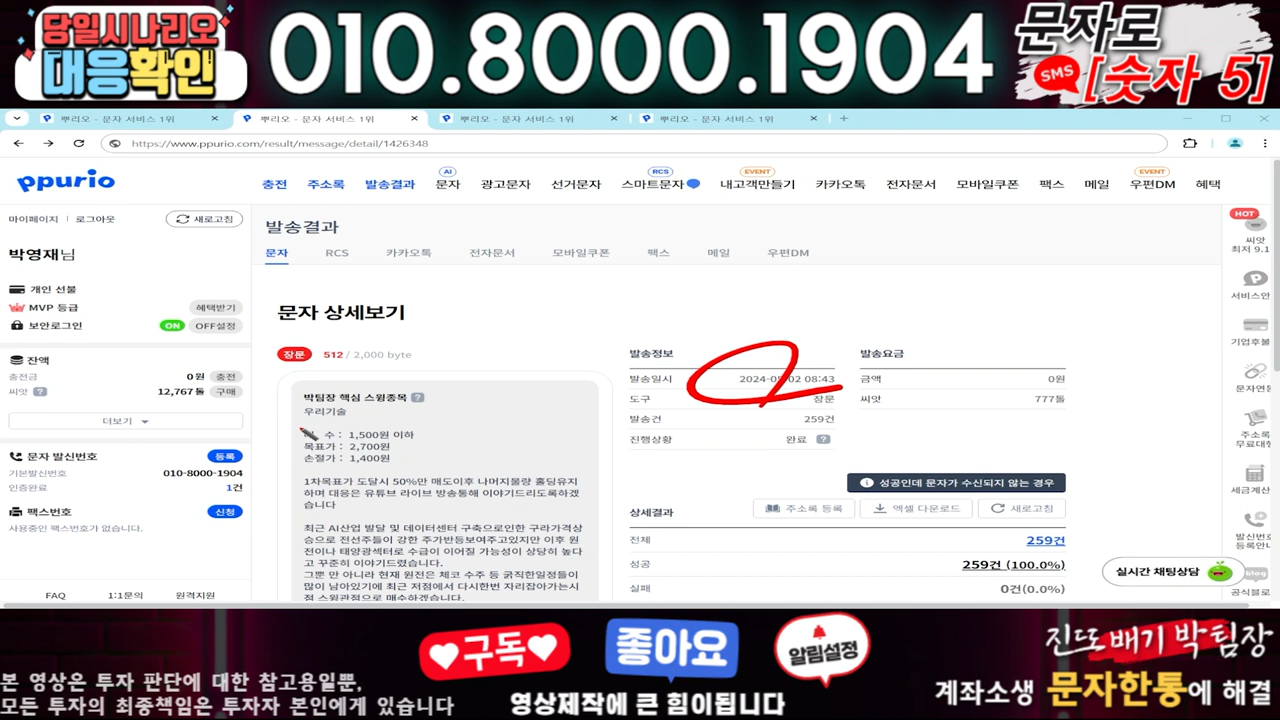 당일시나리오
대응확인
010.8000.1904
문자로
SMS
[숫자 5]
뿌리오 - 문자 서비스 1위
뿌리오 - 문자 서비스 1위
뿌리오 - 문자 서비스 1위
뿌리오 - 문자 서비스 1위
https://www.ppurio.com/result/message/detail/1426348
ppurio
AI
RCS
EVENT
EVENT
충전 주소록 발송결과 문자 광고문자 선거문자 스마트문자 내고객만들기 카카오톡 전자문서 모바일쿠폰 팩스 메일 우편DM 혜택
마이페이지 로그아웃 새로고침
박영재님
개인 선불
MVP 등급 혜택받기
보안로그인 ON OFF설정
잔액
충전금 0원 충전
씨앗 ? 12,767톨 구매
더보기
문자 발신번호 등록
기본발신번호 010-8000-1904
인증완료 1건
팩스번호 신청
사용중인 팩스번호가 없습니다.
FAQ 1:1문의 원격지원
발송결과
문자 RCS 카카오톡 전자문서 모바일쿠폰 팩스 메일 우편DM
문자 상세보기
장문 512 / 2,000 byte
박팀장 핵심 스윙종목 ?
우리기술
수 : 1,500원 이하
목표가 : 2,700원
손절가 : 1,400원
1차목표가 도달시 50%만 매도이후 나머지물량 홀딩유지
하며 대응은 유튜브 라이브 방송통해 이야기드리도록하겠
습니다
최근 AI산업 발달 및 데이터센터 구축으로인한 구리가격상
승으로 전선주들이 강한 주가반등보여주고있지만 이후 원
전이나 태양광섹터로 수급이 이어질 가능성이 상당히 높다
고 꾸준히 이야기드렸습니다.
그뿐 만 아니라 현재 원전은 체코 수주 등 굵직한일정들이
많이 남아있기에 최근 저점에서 다시한번 자리잡아가는시
점 스윙관점으로 매수하겠습니다.
발송정보
발송일시 2024-05-02 08:43
도구 장문
발송건 259건
진행상황 완료 ?
발송요금
금액 0원
씨앗 777톨
성공인데 문자가 수신되지 않는 경우
상세결과 주소록 등록 엑셀 다운로드 새로고침
전체 259건
성공 259건 (100.0%)
실패 0건(0.0%)
HOT
씨앗
최저 9.1
서비스안
기업후불
문자연동
주소록
무료대행
세금계산
발신번호
등록안내
blog
공식블로
실시간 채팅상담
구독
좋아요
알림설정
본 영상은 투자 판단에 대한 참고용일뿐,
모든 투자의 최종책임은 투자자 본인에게 있습니다
영상제작에 큰 힘이됩니다
진또배기 박팀장
계좌소생 문자한통에 해결